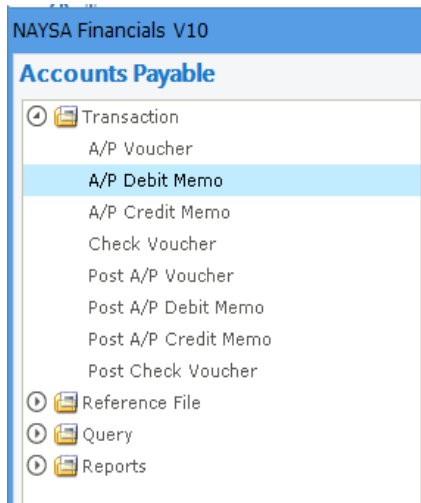 NAYSA Financials V10
Accounts Payable
Transaction
A/P Voucher
A/P Debit Memo
A/P Credit Memo
Check Voucher
Post A/P Voucher
Post A/P Debit Memo
Post A/P Credit Memo
Post Check Voucher
Reference File
Query
Reports